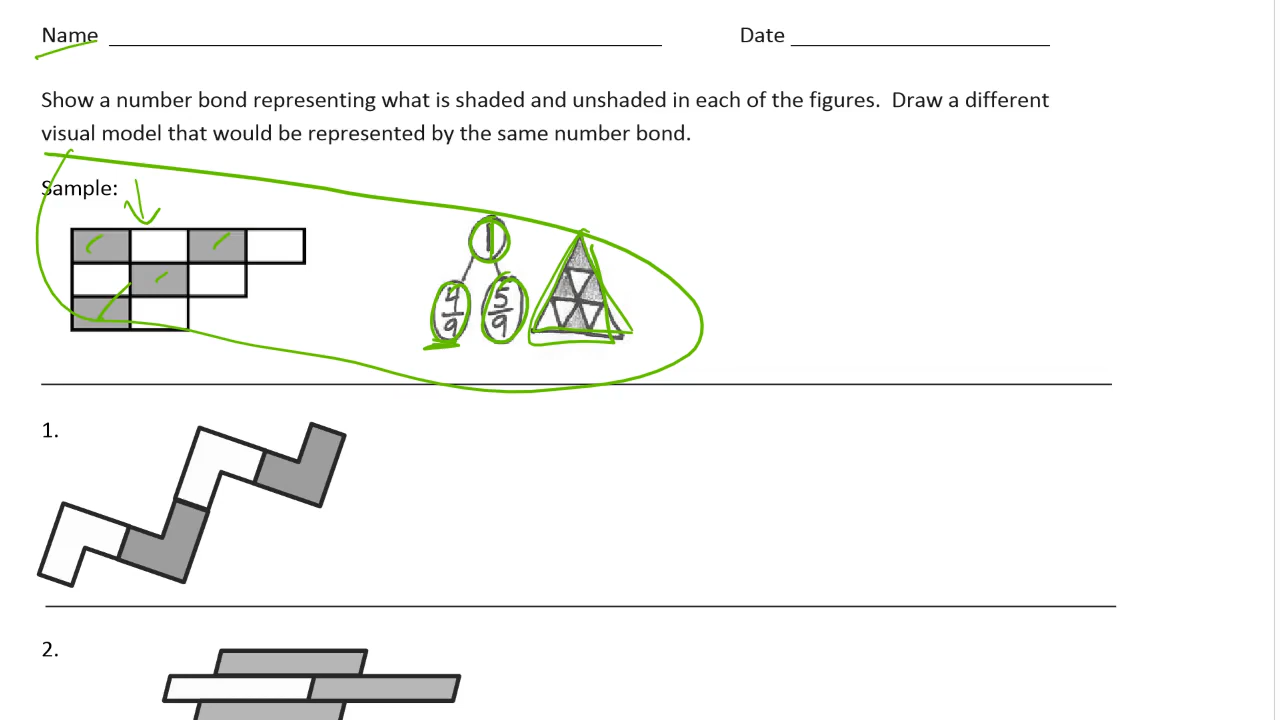 Name Date
Show a number bond representing what is shaded and unshaded in each of the figures. Draw a different
visual model that would be represented by the same number bond.
Sample:
1
4/9 5/9
1.
2.